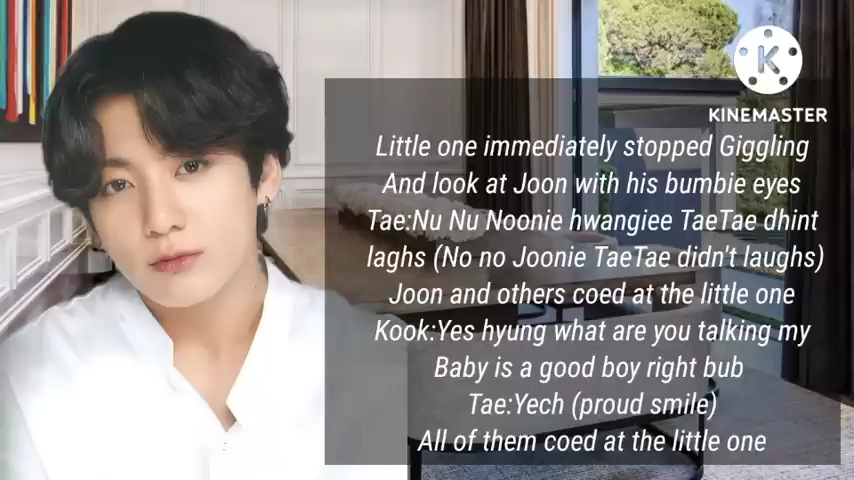 KINEMASTER
Little one immediately stopped Giggling
And look at Joon with his bumbie eyes
Tae:Nu Nu Noonie hwangiee TaeTae dhint
laghs (No no Joonie TaeTae didn't laughs)
Joon and others coed at the little one
Kook:Yes hyung what are you talking my
Baby is a good boy right bub
Tae:Yech (proud smile)
All of them coed at the little one